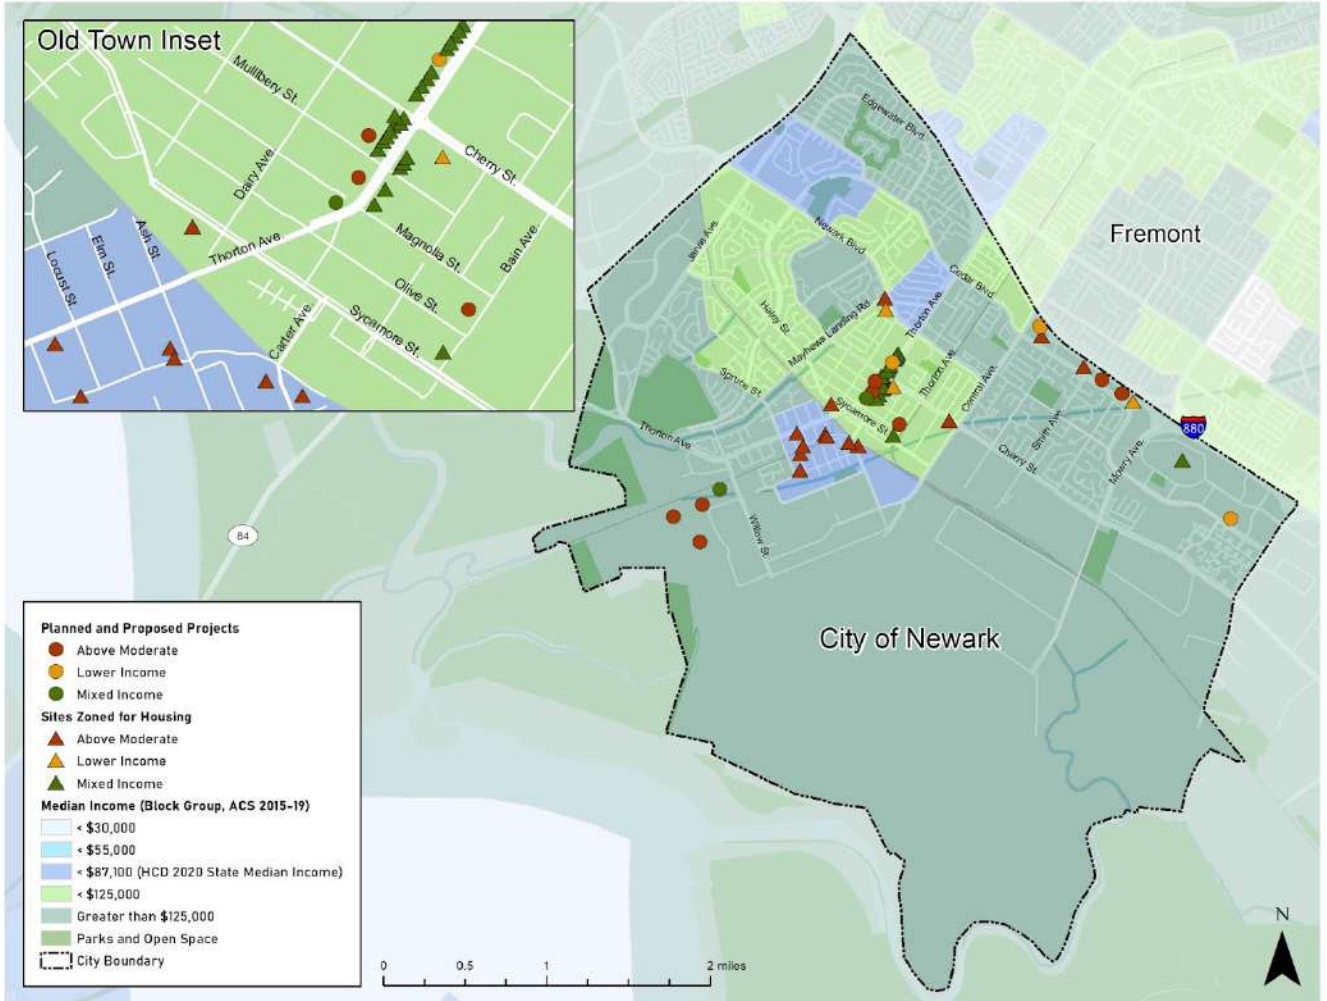 Old Town Inset
Mullibery St.
Dairy Ave.
Cherry St.
Ash St.
Elm St.
Locust St.
Thorton Ave.
Magnolia St.
Bain Ave.
Olive St.
Sycamore St.
Carter Ave.
Edgewater Blvd.
Fremont
Newark Blvd
Jarvis Ave.
Cedar Blvd
Haley St.
Mayhews Landing Rd.
Thorton Ave.
Spruce St.
Thorton Ave.
Central Ave.
Sycamore St.
Smith Ave.
880
Thorton Ave.
Cherry St.
Mowry Ave.
Willow St.
84
City of Newark
Planned and Proposed Projects
Above Moderate
Lower Income
Mixed Income
Sites Zoned for Housing
Above Moderate
Lower Income
Mixed Income
Median Income (Block Group, ACS 2015-19)
< $30,000
< $55,000
< $87,100 (HCD 2020 State Median Income)
< $125,000
Greater than $125,000
Parks and Open Space
City Boundary
0 0.5 1 2 miles
N